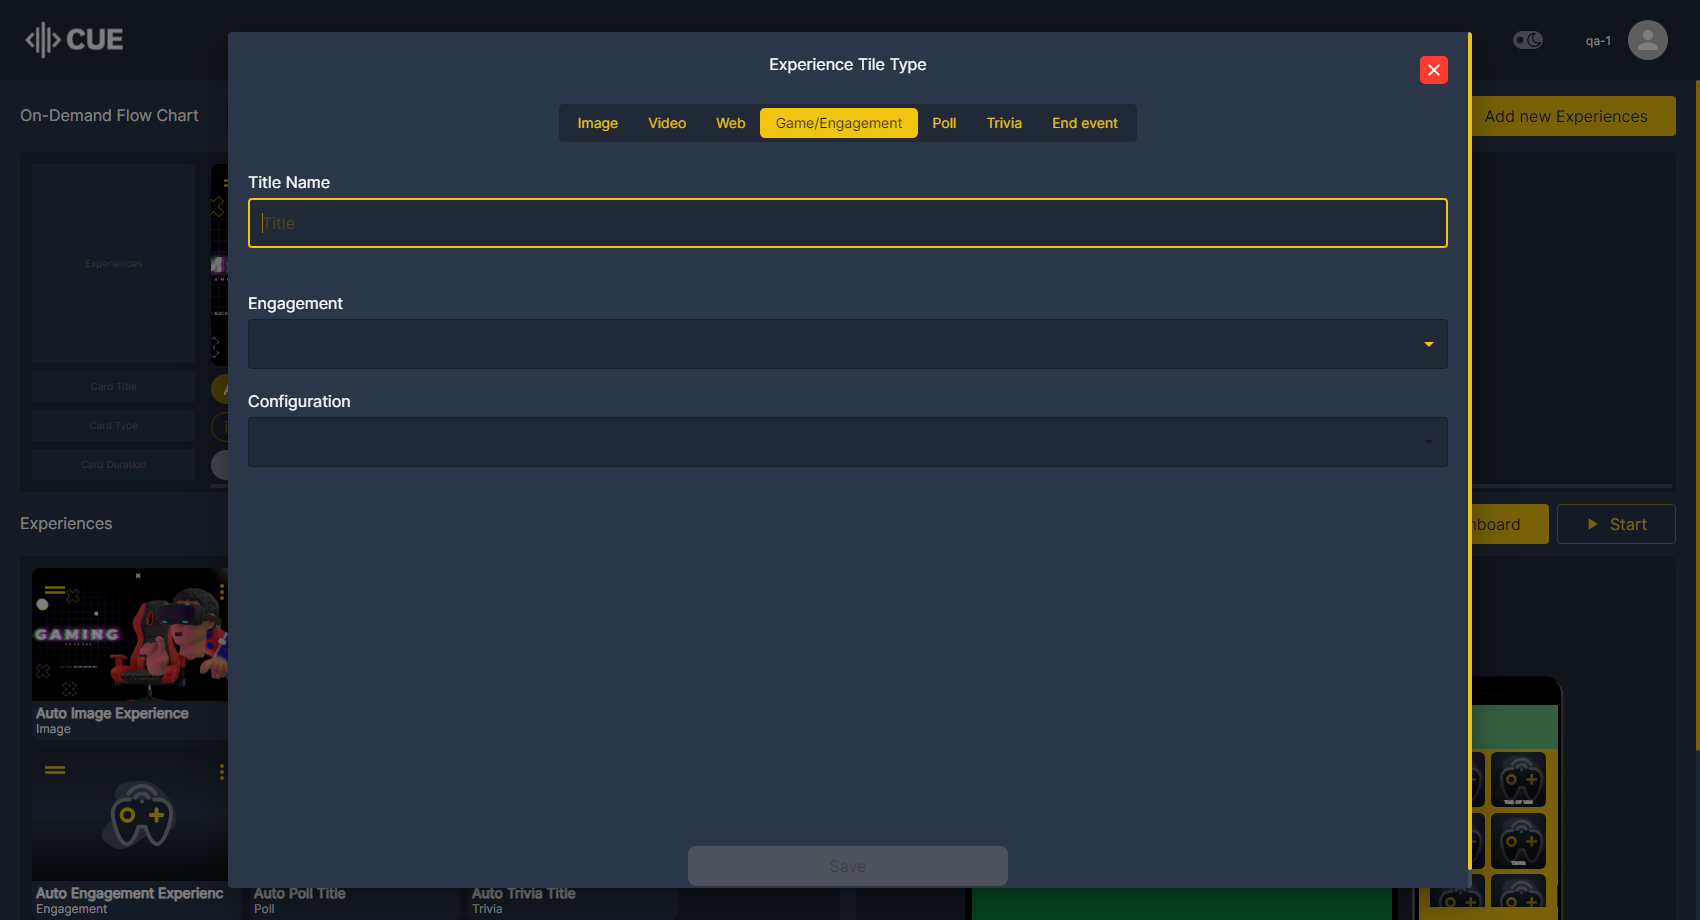 CUE
qa-1
Experience Tile Type
Image
Video
Web
Game/Engagement
Poll
Trivia
End event
On-Demand Flow Chart
Add new Experiences
Title Name
Title
Experiences
Engagement
Card Title
Configuration
Card Type
Card Duration
Experiences
Start
GAMING
Auto Image Experience
Image
Save
Auto Engagement Experienc
Engagement
Auto Poll Title
Poll
Auto Trivia Title
Trivia
TRIVIA